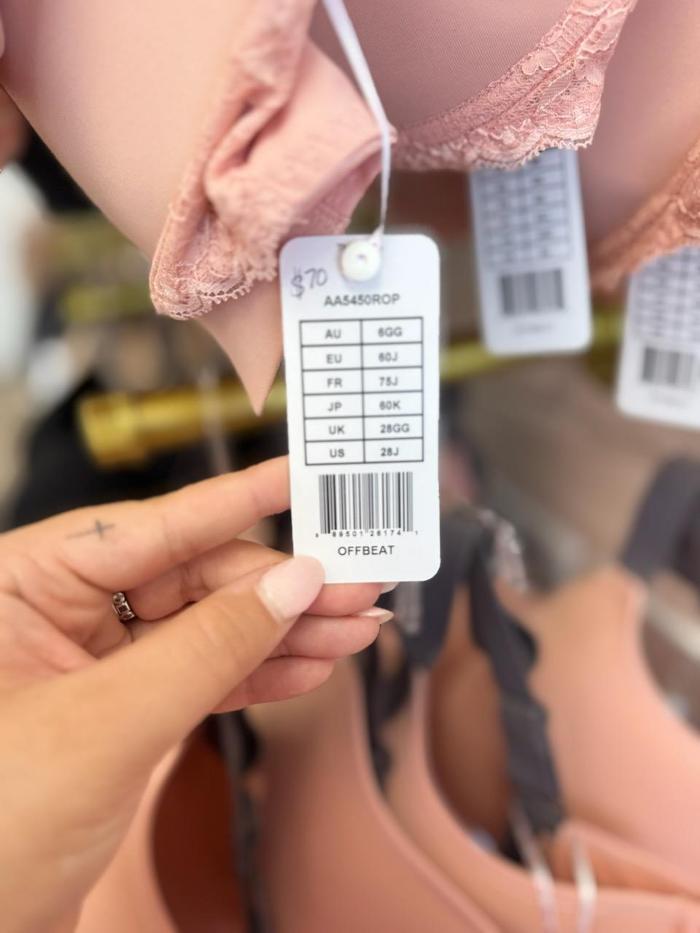 $70
AA5450ROP
AU 6GG
EU 60J
FR 75J
JP 60K
UK 28GG
US 28J
OFFBEAT